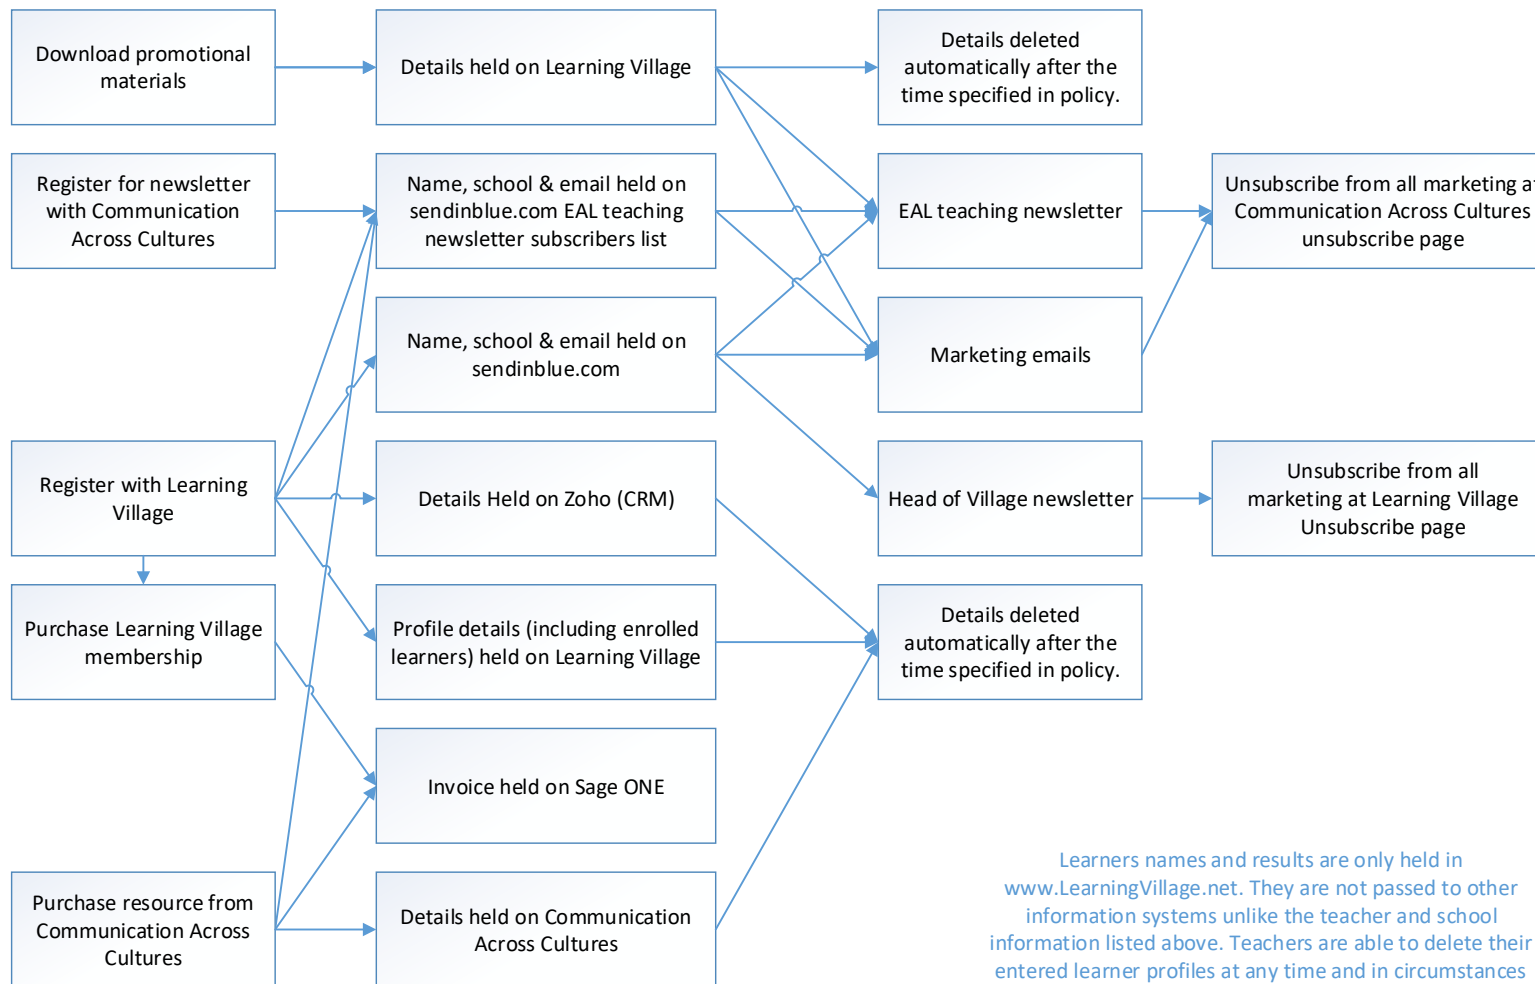 Download promotional
materials
Details held on Learning Village
Details deleted
automatically after the
time specified in policy.
Register for newsletter
with Communication
Across Cultures
Name, school & email held on
sendinblue.com EAL teaching
newsletter subscribers list
EAL teaching newsletter
Unsubscribe from all marketing at
Communication Across Cultures
unsubscribe page
Name, school & email held on
sendinblue.com
Marketing emails
Register with Learning
Village
Details Held on Zoho (CRM)
Head of Village newsletter
Unsubscribe from all
marketing at Learning Village
Unsubscribe page
Purchase Learning Village
membership
Profile details (including enrolled
learners) held on Learning Village
Details deleted
automatically after the
time specified in policy.
Invoice held on Sage ONE
Purchase resource from
Communication Across
Cultures
Details held on Communication
Across Cultures
Learners names and results are only held in
www.LearningVillage.net. They are not passed to other
information systems unlike the teacher and school
information listed above. Teachers are able to delete their
entered learner profiles at any time and in circumstances